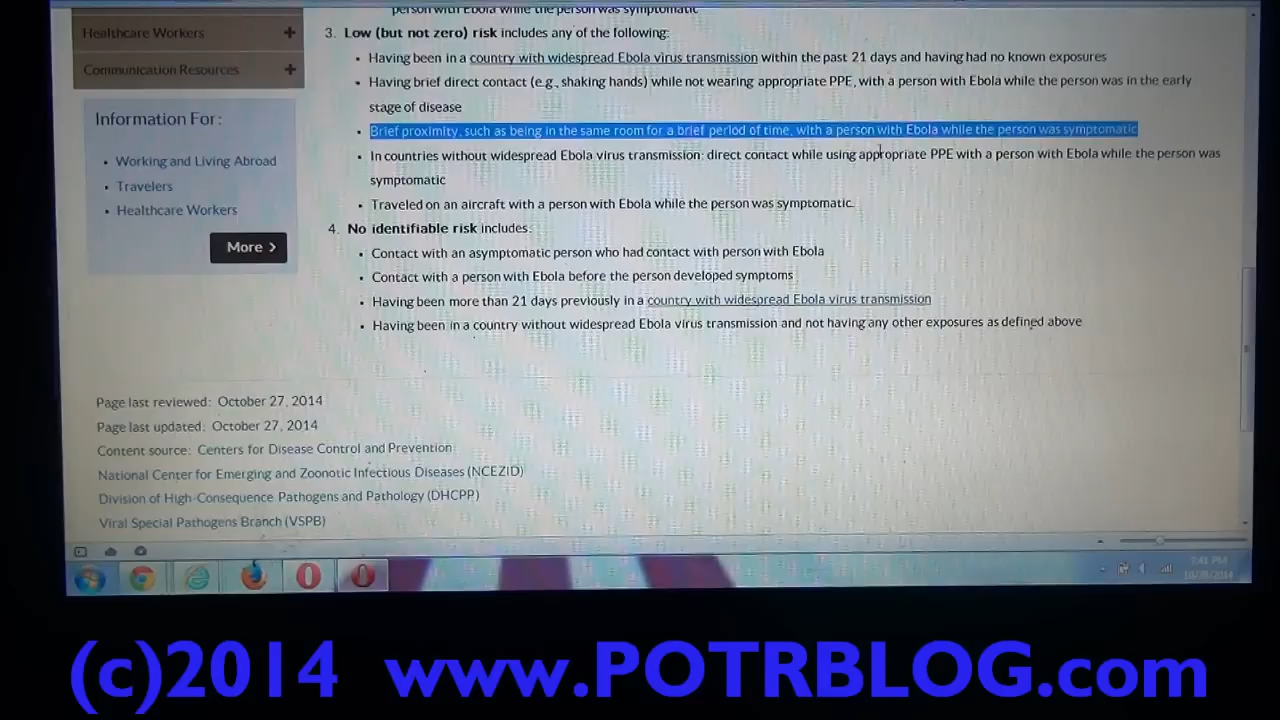 person with Ebola while the person was symptomatic
Healthcare Workers +
3. Low (but not zero) risk includes any of the following:
Communication Resources +
• Having been in a country with widespread Ebola virus transmission within the past 21 days and having had no known exposures
• Having brief direct contact (e.g., shaking hands) while not wearing appropriate PPE, with a person with Ebola while the person was in the early
stage of disease
Information For:
• Brief proximity, such as being in the same room for a brief period of time, with a person with Ebola while the person was symptomatic
• Working and Living Abroad
• In countries without widespread Ebola virus transmission: direct contact while using appropriate PPE with a person with Ebola while the person was
symptomatic
• Travelers
• Healthcare Workers
• Traveled on an aircraft with a person with Ebola while the person was symptomatic.
4. No identifiable risk includes:
More >
• Contact with an asymptomatic person who had contact with person with Ebola
• Contact with a person with Ebola before the person developed symptoms
• Having been more than 21 days previously in a country with widespread Ebola virus transmission
• Having been in a country without widespread Ebola virus transmission and not having any other exposures as defined above
Page last reviewed: October 27, 2014
Page last updated: October 27, 2014
Content source: Centers for Disease Control and Prevention
National Center for Emerging and Zoonotic Infectious Diseases (NCEZID)
Division of High-Consequence Pathogens and Pathology (DHCPP)
Viral Special Pathogens Branch (VSPB)
7:41 PM
(c)2014 www.POTRBLOG.com